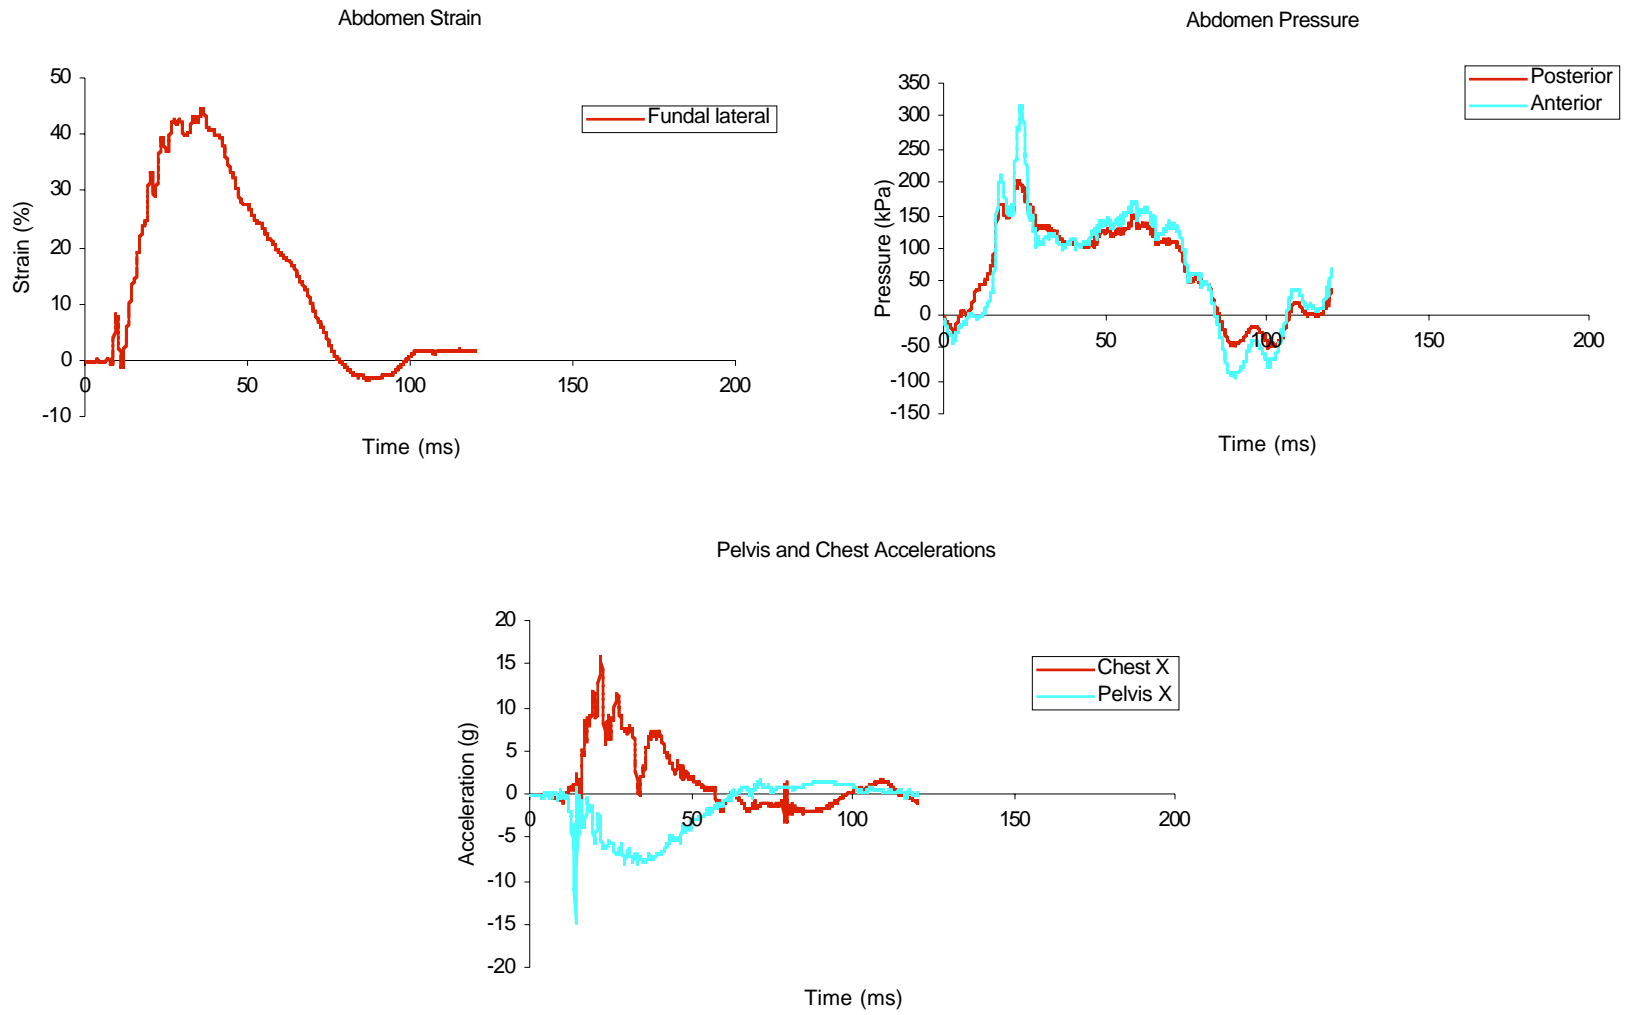 Abdomen Strain
50
40
30
20
10
0
-10
Strain (%)
Fundal lateral
0 50 100 150 200
Time (ms)
Abdomen Pressure
350
300
250
200
150
100
50
0
-50
-100
-150
Pressure (kPa)
Posterior
Anterior
0 50 100 150 200
Time (ms)
Pelvis and Chest Accelerations
20
15
10
5
0
-5
-10
-15
-20
Acceleration (g)
Chest X
Pelvis X
0 50 100 150 200
Time (ms)